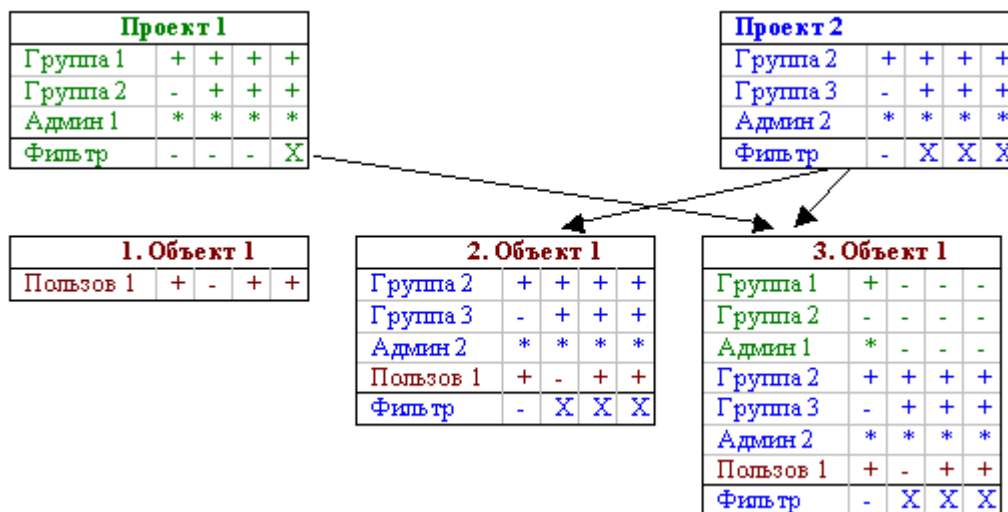 Проект 1
Группа 1 + + + +
Группа 2 - + + +
Админ 1 * * * *
Фильтр - - - X
Проект 2
Группа 2 + + + +
Группа 3 - + + +
Админ 2 * * * *
Фильтр - X X X
1. Объект 1
Пользов 1 + - + +
2. Объект 1
Группа 2 + + + +
Группа 3 - + + +
Админ 2 * * * *
Пользов 1 + - + +
Фильтр - X X X
3. Объект 1
Группа 1 + - - -
Группа 2 - - - -
Админ 1 * - - -
Группа 2 + + + +
Группа 3 - + + +
Админ 2 * * * *
Пользов 1 + - + +
Фильтр - X X X